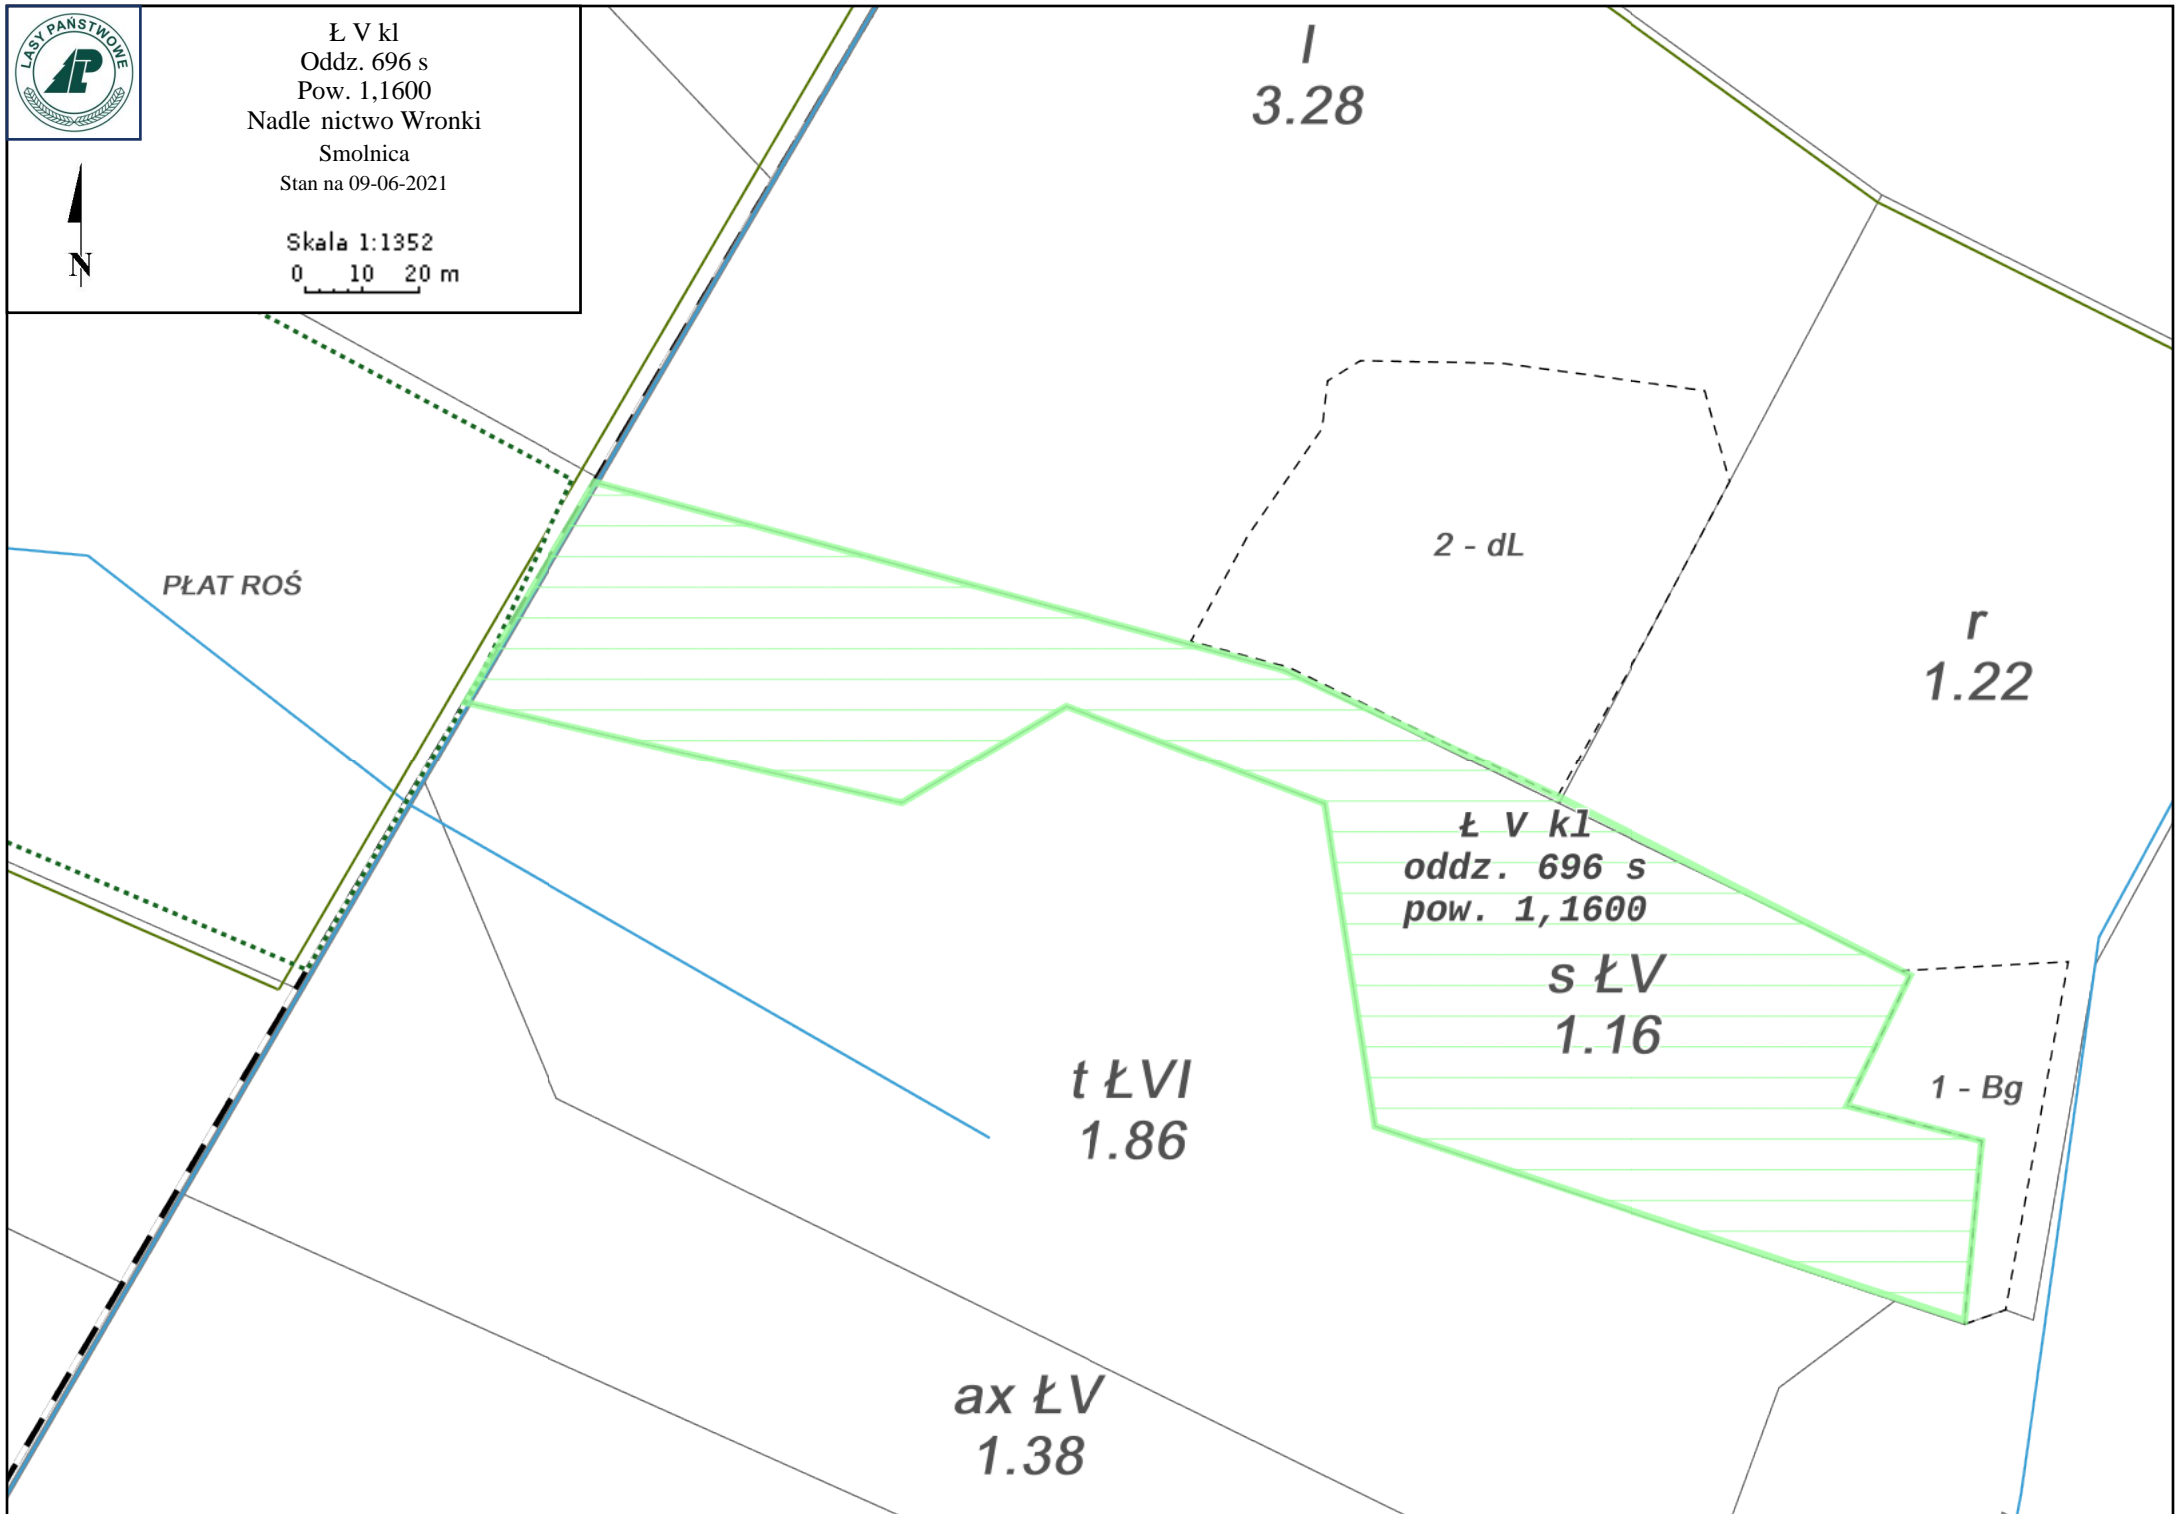 LASY PAŃSTWOWE
Ł V kl
Oddz. 696 s
Pow. 1,1600
Nadle nictwo Wronki
Smolnica
Stan na 09-06-2021
N
Skala 1:1352
0 10 20 m
l
3.28
2 - dL
PŁAT ROŚ
r
1.22
Ł V kl
oddz. 696 s
pow. 1,1600
s ŁV
1.16
t ŁVI
1.86
1 - Bg
ax ŁV
1.38